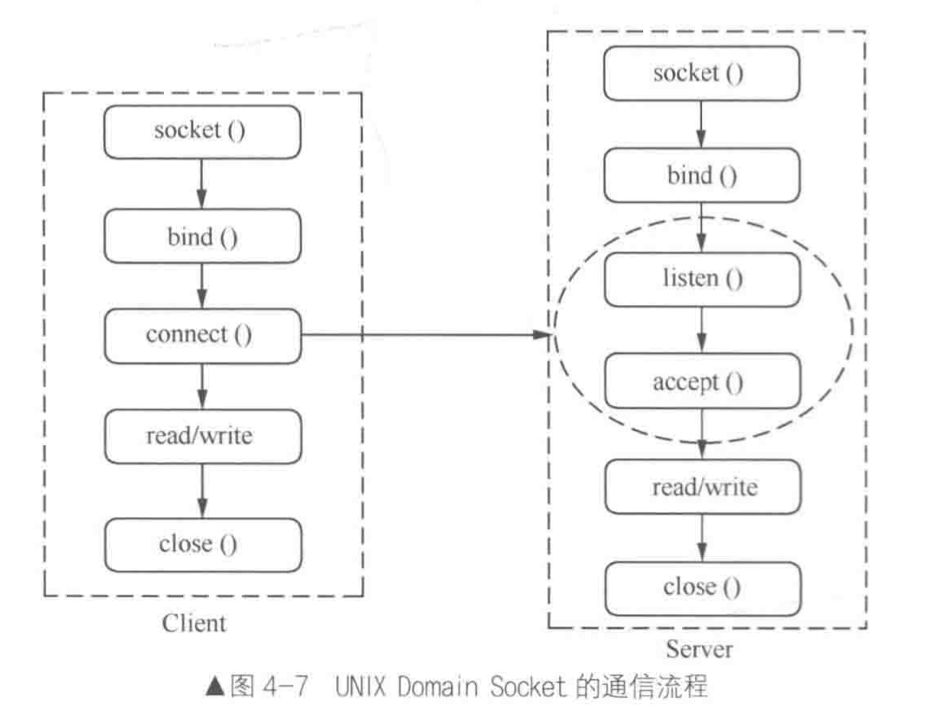 socket ()
bind ()
connect ()
read/write
close ()
Client
socket ()
bind ()
listen ()
accept ()
read/write
close ()
Server
▲图 4-7 UNIX Domain Socket 的通信流程